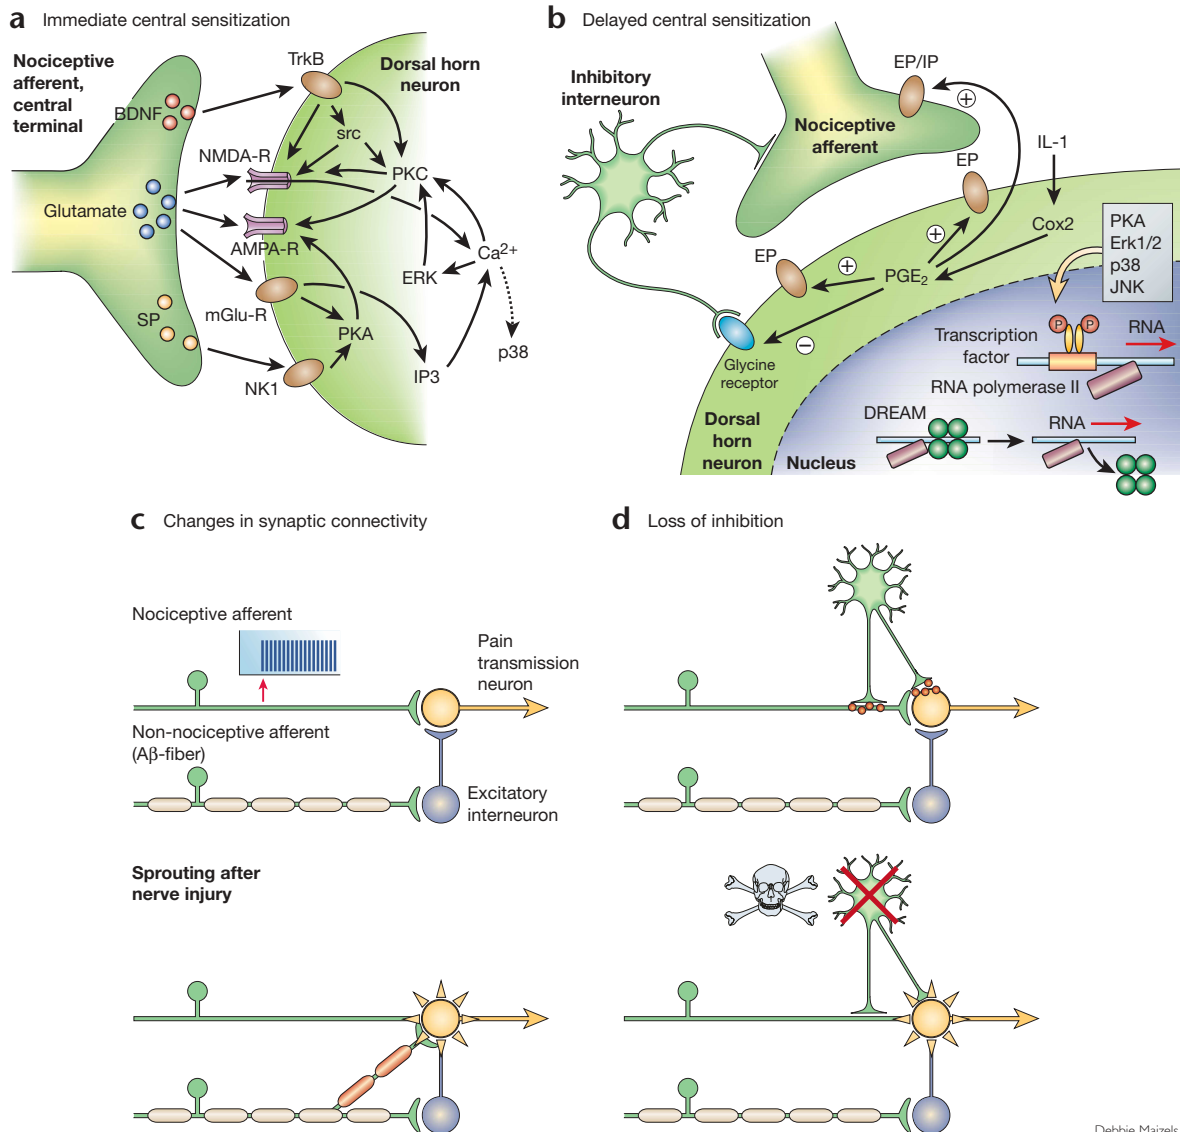 a Immediate central sensitization
Nociceptive
afferent,
central
terminal
BDNF
Glutamate
SP
TrkB
Dorsal horn
neuron
src
NMDA-R
PKC
AMPA-R
Ca2+
ERK
mGlu-R
PKA
p38
IP3
NK1
b Delayed central sensitization
Inhibitory
interneuron
EP/IP
+
Nociceptive
afferent
IL-1
EP
Cox2
PKA
Erk1/2
p38
JNK
+
EP
+
PGE2
P P
RNA
Transcription
factor
–
Glycine
receptor
RNA polymerase II
DREAM
RNA
Dorsal
horn
neuron
Nucleus
c Changes in synaptic connectivity
Nociceptive afferent
Pain
transmission
neuron
Non-nociceptive afferent
(Aβ-fiber)
Excitatory
interneuron
Sprouting after
nerve injury
d Loss of inhibition
Debbie Maizels